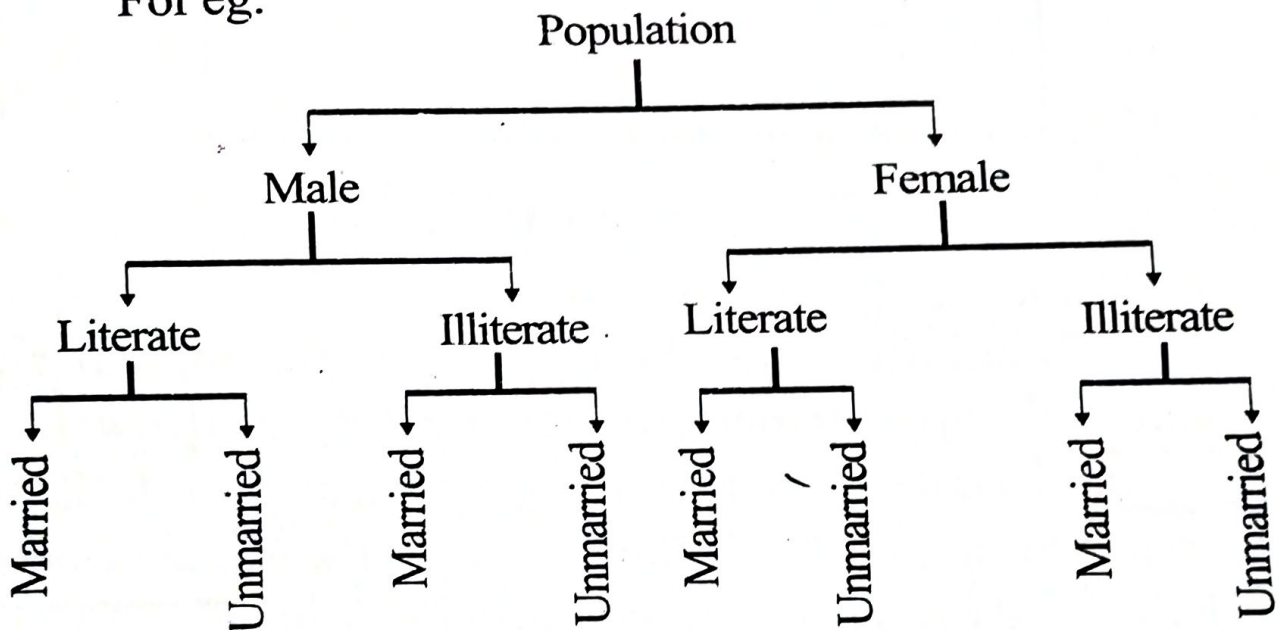 For eg.
Population
Male Female
Literate Illiterate Literate Illiterate
Married Unmarried Married Unmarried Married Unmarried Married Unmarried